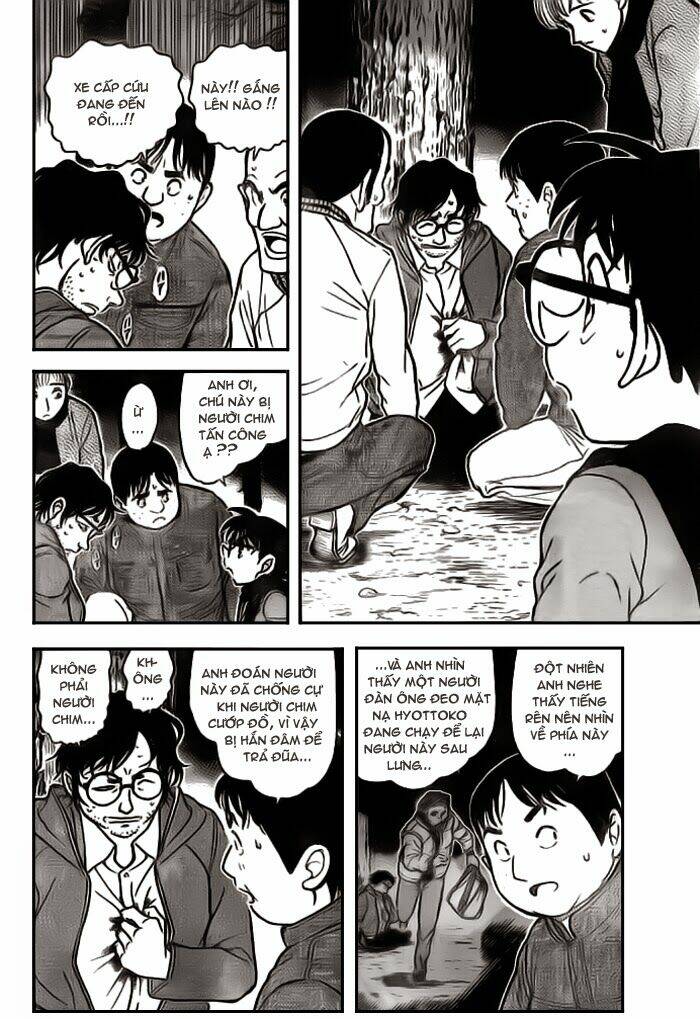 NÀY!! GẮNG
LÊN NÀO !!
XE CẤP CỨU
ĐANG ĐẾN
RỒI...!!
ANH ƠI,
CHÚ NÀY BỊ
NGƯỜI CHIM
TẤN CÔNG
Ạ ??
Ừ
...
ĐỘT NHIÊN
ANH NGHE
THẤY TIẾNG
RÊN NÊN NHÌN
VỀ PHÍA NÀY
...
...VÀ ANH NHÌN
THẤY MỘT NGƯỜI
ĐÀN ÔNG ĐEO MẶT
NẠ HYOTTOKO
ĐANG CHẠY ĐỂ LẠI
NGƯỜI NÀY SAU
LƯNG...
ANH ĐOÁN NGƯỜI
NÀY ĐÃ CHỐNG CỰ
KHI NGƯỜI CHIM
CƯỚP ĐỒ, VÌ VẬY
BỊ HẮN ĐÂM ĐỂ
TRẢ ĐŨA...
KH-
ÔNG
...
KHÔNG
PHẢI
NGƯỜI
CHIM...